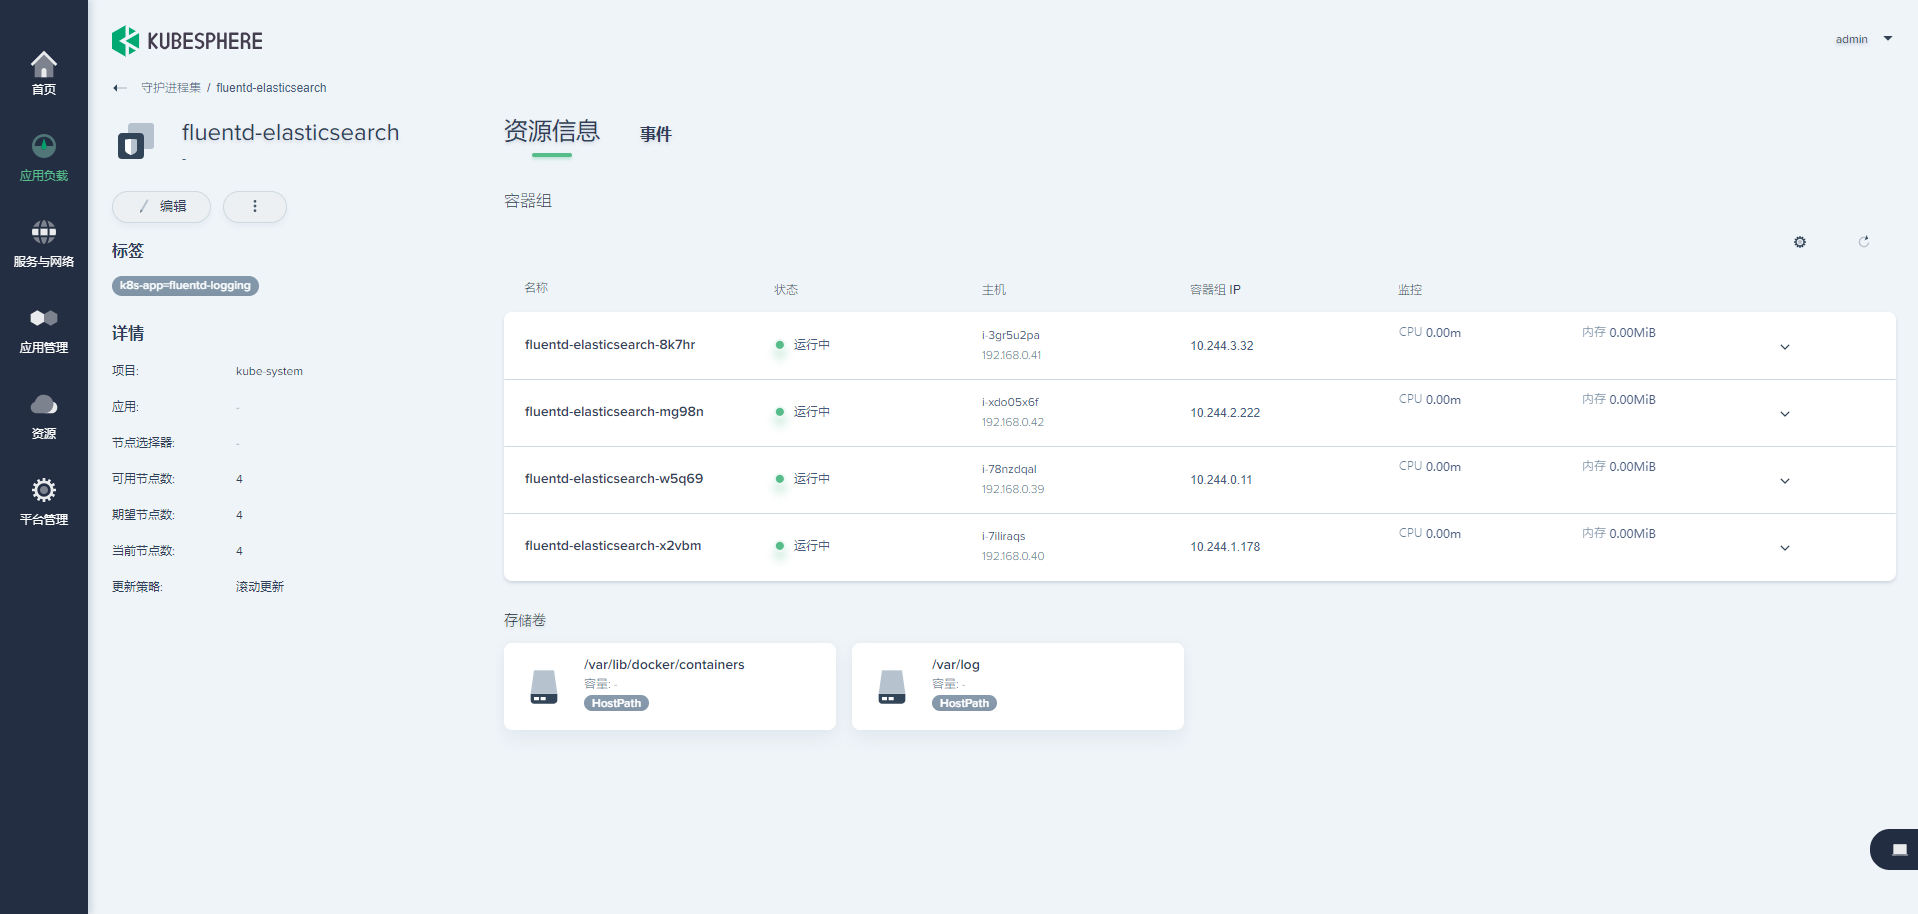 KUBESPHERE
admin
首页
应用负载
服务与网络
应用管理
资源
平台管理
守护进程集 / fluentd-elasticsearch
fluentd-elasticsearch
-
编辑
标签
k8s-app=fluentd-logging
详情
项目: kube-system
应用: -
节点选择器: -
可用节点数: 4
期望节点数: 4
当前节点数: 4
更新策略: 滚动更新
资源信息 事件
容器组
名称 状态 主机 容器组 IP 监控
fluentd-elasticsearch-8k7hr 运行中 i-3gr5u2pa 10.244.3.32 CPU 0.00m 内存 0.00MiB
192.168.0.41
fluentd-elasticsearch-mg98n 运行中 i-xdo05x6f 10.244.2.222 CPU 0.00m 内存 0.00MiB
192.168.0.42
fluentd-elasticsearch-w5q69 运行中 i-78nzdqal 10.244.0.11 CPU 0.00m 内存 0.00MiB
192.168.0.39
fluentd-elasticsearch-x2vbm 运行中 i-7iliraqs 10.244.1.178 CPU 0.00m 内存 0.00MiB
192.168.0.40
存储卷
/var/lib/docker/containers
容量: -
HostPath
/var/log
容量: -
HostPath